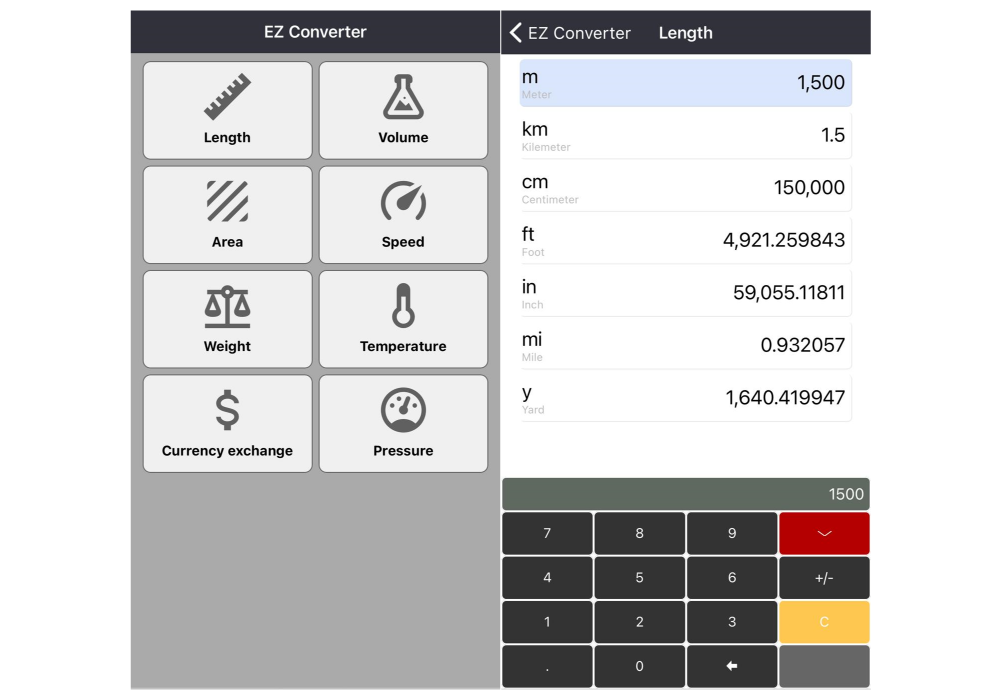 EZ Converter
Length
Volume
Area
Speed
Weight
Temperature
Currency exchange
Pressure
EZ Converter Length
m 1,500
Meter
km 1.5
Kilemeter
cm 150,000
Centimeter
ft 4,921.259843
Foot
in 59,055.11811
Inch
mi 0.932057
Mile
y 1,640.419947
Yard
1500
7 8 9
4 5 6 +/-
1 2 3 C
. 0